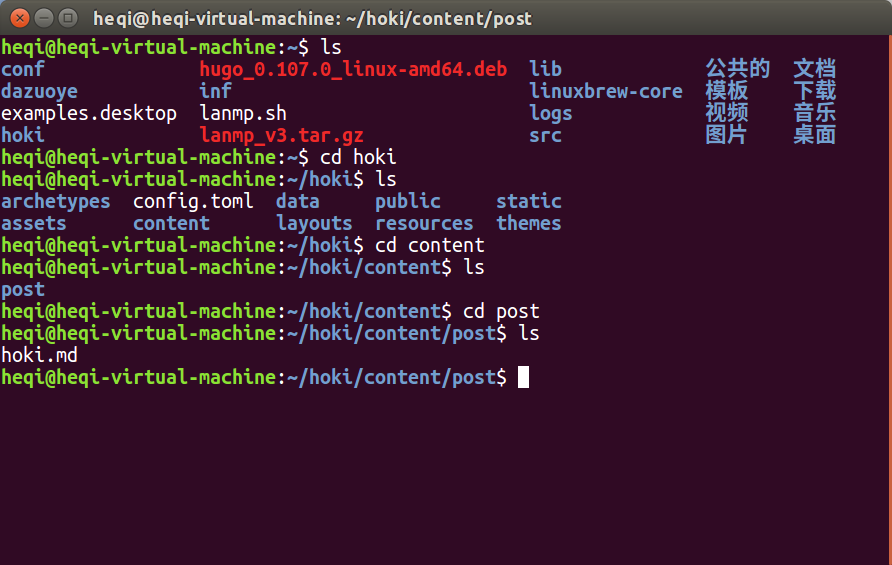 heqi@heqi-virtual-machine: ~/hoki/content/post
heqi@heqi-virtual-machine:~$ ls
conf hugo_0.107.0_linux-amd64.deb lib 公共的 文档
dazuoye inf linuxbrew-core 模板 下载
examples.desktop lanmp.sh logs 视频 音乐
hoki lanmp_v3.tar.gz src 图片 桌面
heqi@heqi-virtual-machine:~$ cd hoki
heqi@heqi-virtual-machine:~/hoki$ ls
archetypes config.toml data public static
assets content layouts resources themes
heqi@heqi-virtual-machine:~/hoki$ cd content
heqi@heqi-virtual-machine:~/hoki/content$ ls
post
heqi@heqi-virtual-machine:~/hoki/content$ cd post
heqi@heqi-virtual-machine:~/hoki/content/post$ ls
hoki.md
heqi@heqi-virtual-machine:~/hoki/content/post$